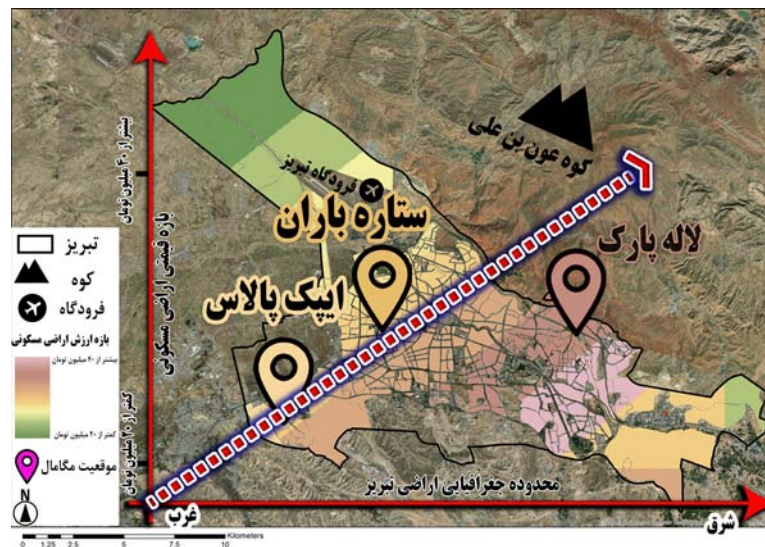 بیشتر از ۴۰ میلیون تومان
بازه قیمتی اراضی مسکونی
کمتر از ۲۰ میلیون تومان
کوه عون بن علی
فرودگاه تبریز
ستاره باران
لاله پارک
ایپک پالاس
محدوده جغرافیایی اراضی تبریز
غرب
شرق
تبریز
کوه
فرودگاه
بازه ارزش اراضی مسکونی
بیشتر از ۴۰ میلیون تومان
کمتر از ۲۰ میلیون تومان
موقعیت مگامال
N
Kilometers
0 1.25 2.5 5 7.5 10